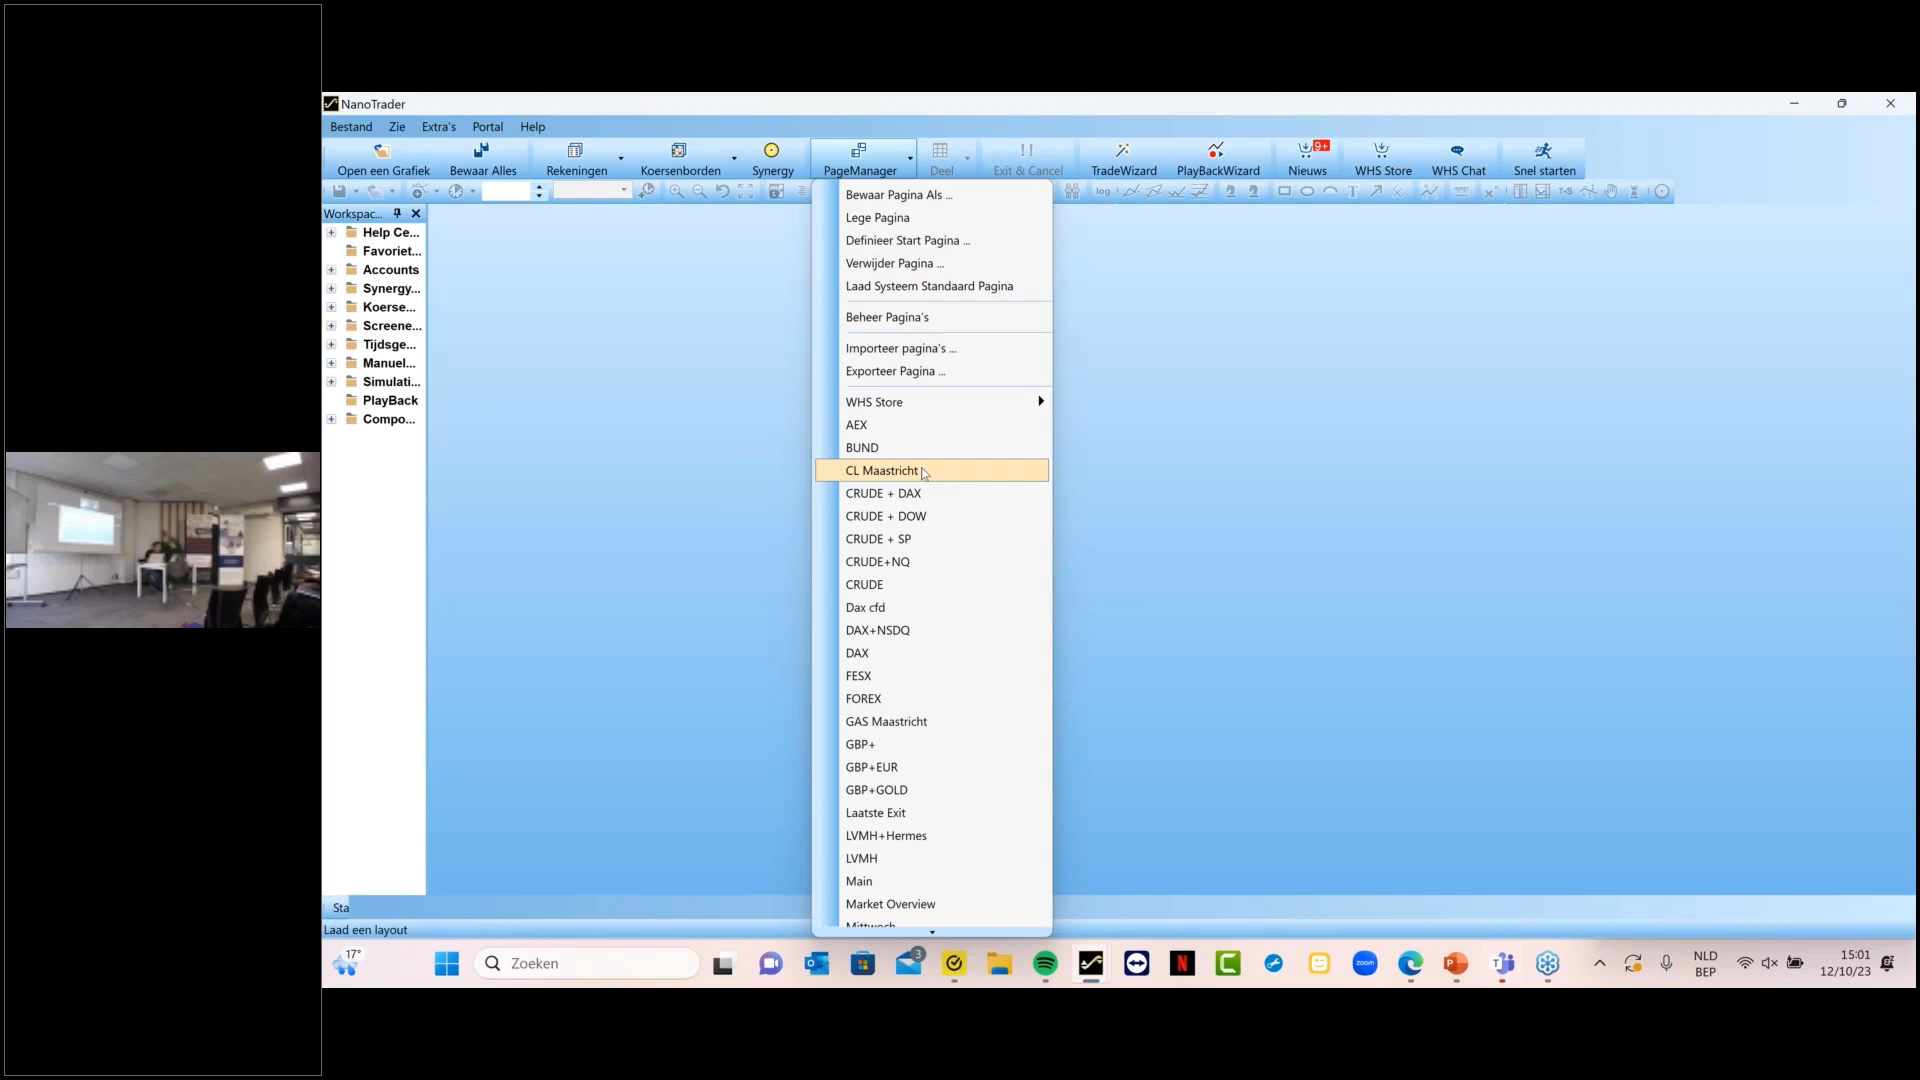 NanoTrader
Bestand Zie Extra's Portal Help
Open een Grafiek Bewaar Alles Rekeningen Koersenborden Synergy PageManager Deel Exit & Cancel TradeWizard PlayBackWizard Nieuws 9+ WHS Store WHS Chat Snel starten
log T T+S
Workspac...
Help Ce...
Favoriet...
Accounts
Synergy...
Koerse...
Screene...
Tijdsge...
Manuel...
Simulati...
PlayBack
Compo...
Bewaar Pagina Als ...
Lege Pagina
Definieer Start Pagina ...
Verwijder Pagina ...
Laad Systeem Standaard Pagina
Beheer Pagina's
Importeer pagina's ...
Exporteer Pagina ...
WHS Store
AEX
BUND
CL Maastricht
CRUDE + DAX
CRUDE + DOW
CRUDE + SP
CRUDE+NQ
CRUDE
Dax cfd
DAX+NSDQ
DAX
FESX
FOREX
GAS Maastricht
GBP+
GBP+EUR
GBP+GOLD
Laatste Exit
LVMH+Hermes
LVMH
Main
Market Overview
Mittwoch
Sta
Laad een layout
17°
Zoeken
3
zoom
NLD
BEP
15:01
12/10/23